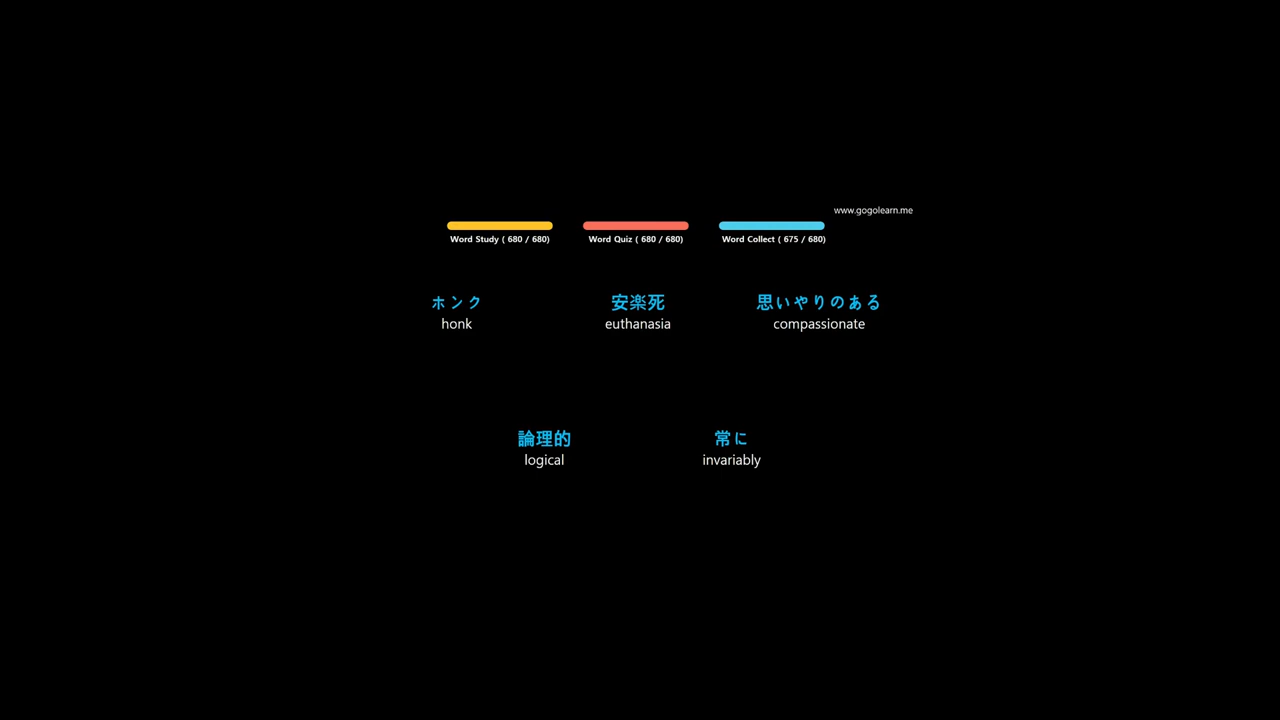 www.gogolearn.me
Word Study ( 680 / 680)
Word Quiz ( 680 / 680)
Word Collect ( 675 / 680)
ホンク
honk
安楽死
euthanasia
思いやりのある
compassionate
論理的
logical
常に
invariably